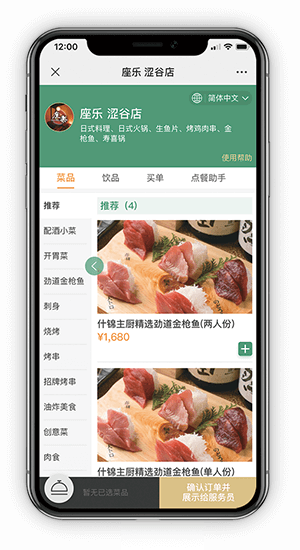 12:00
座乐 涩谷店
简体中文
座乐 涩谷店
日式料理、日式火锅、生鱼片、烤鸡肉串、金
枪鱼、寿喜锅
使用帮助
菜品
饮品
买单
点餐助手
推荐
推荐（4）
配酒小菜
开胃菜
劲道金枪鱼
刺身
烧烤
烤串
招牌烤串
油炸美食
创意菜
肉食
什锦主厨精选劲道金枪鱼(两人份)
¥1,680
什锦主厨精选劲道金枪鱼(单人份)
暂无已选菜品
确认订单并
展示给服务员